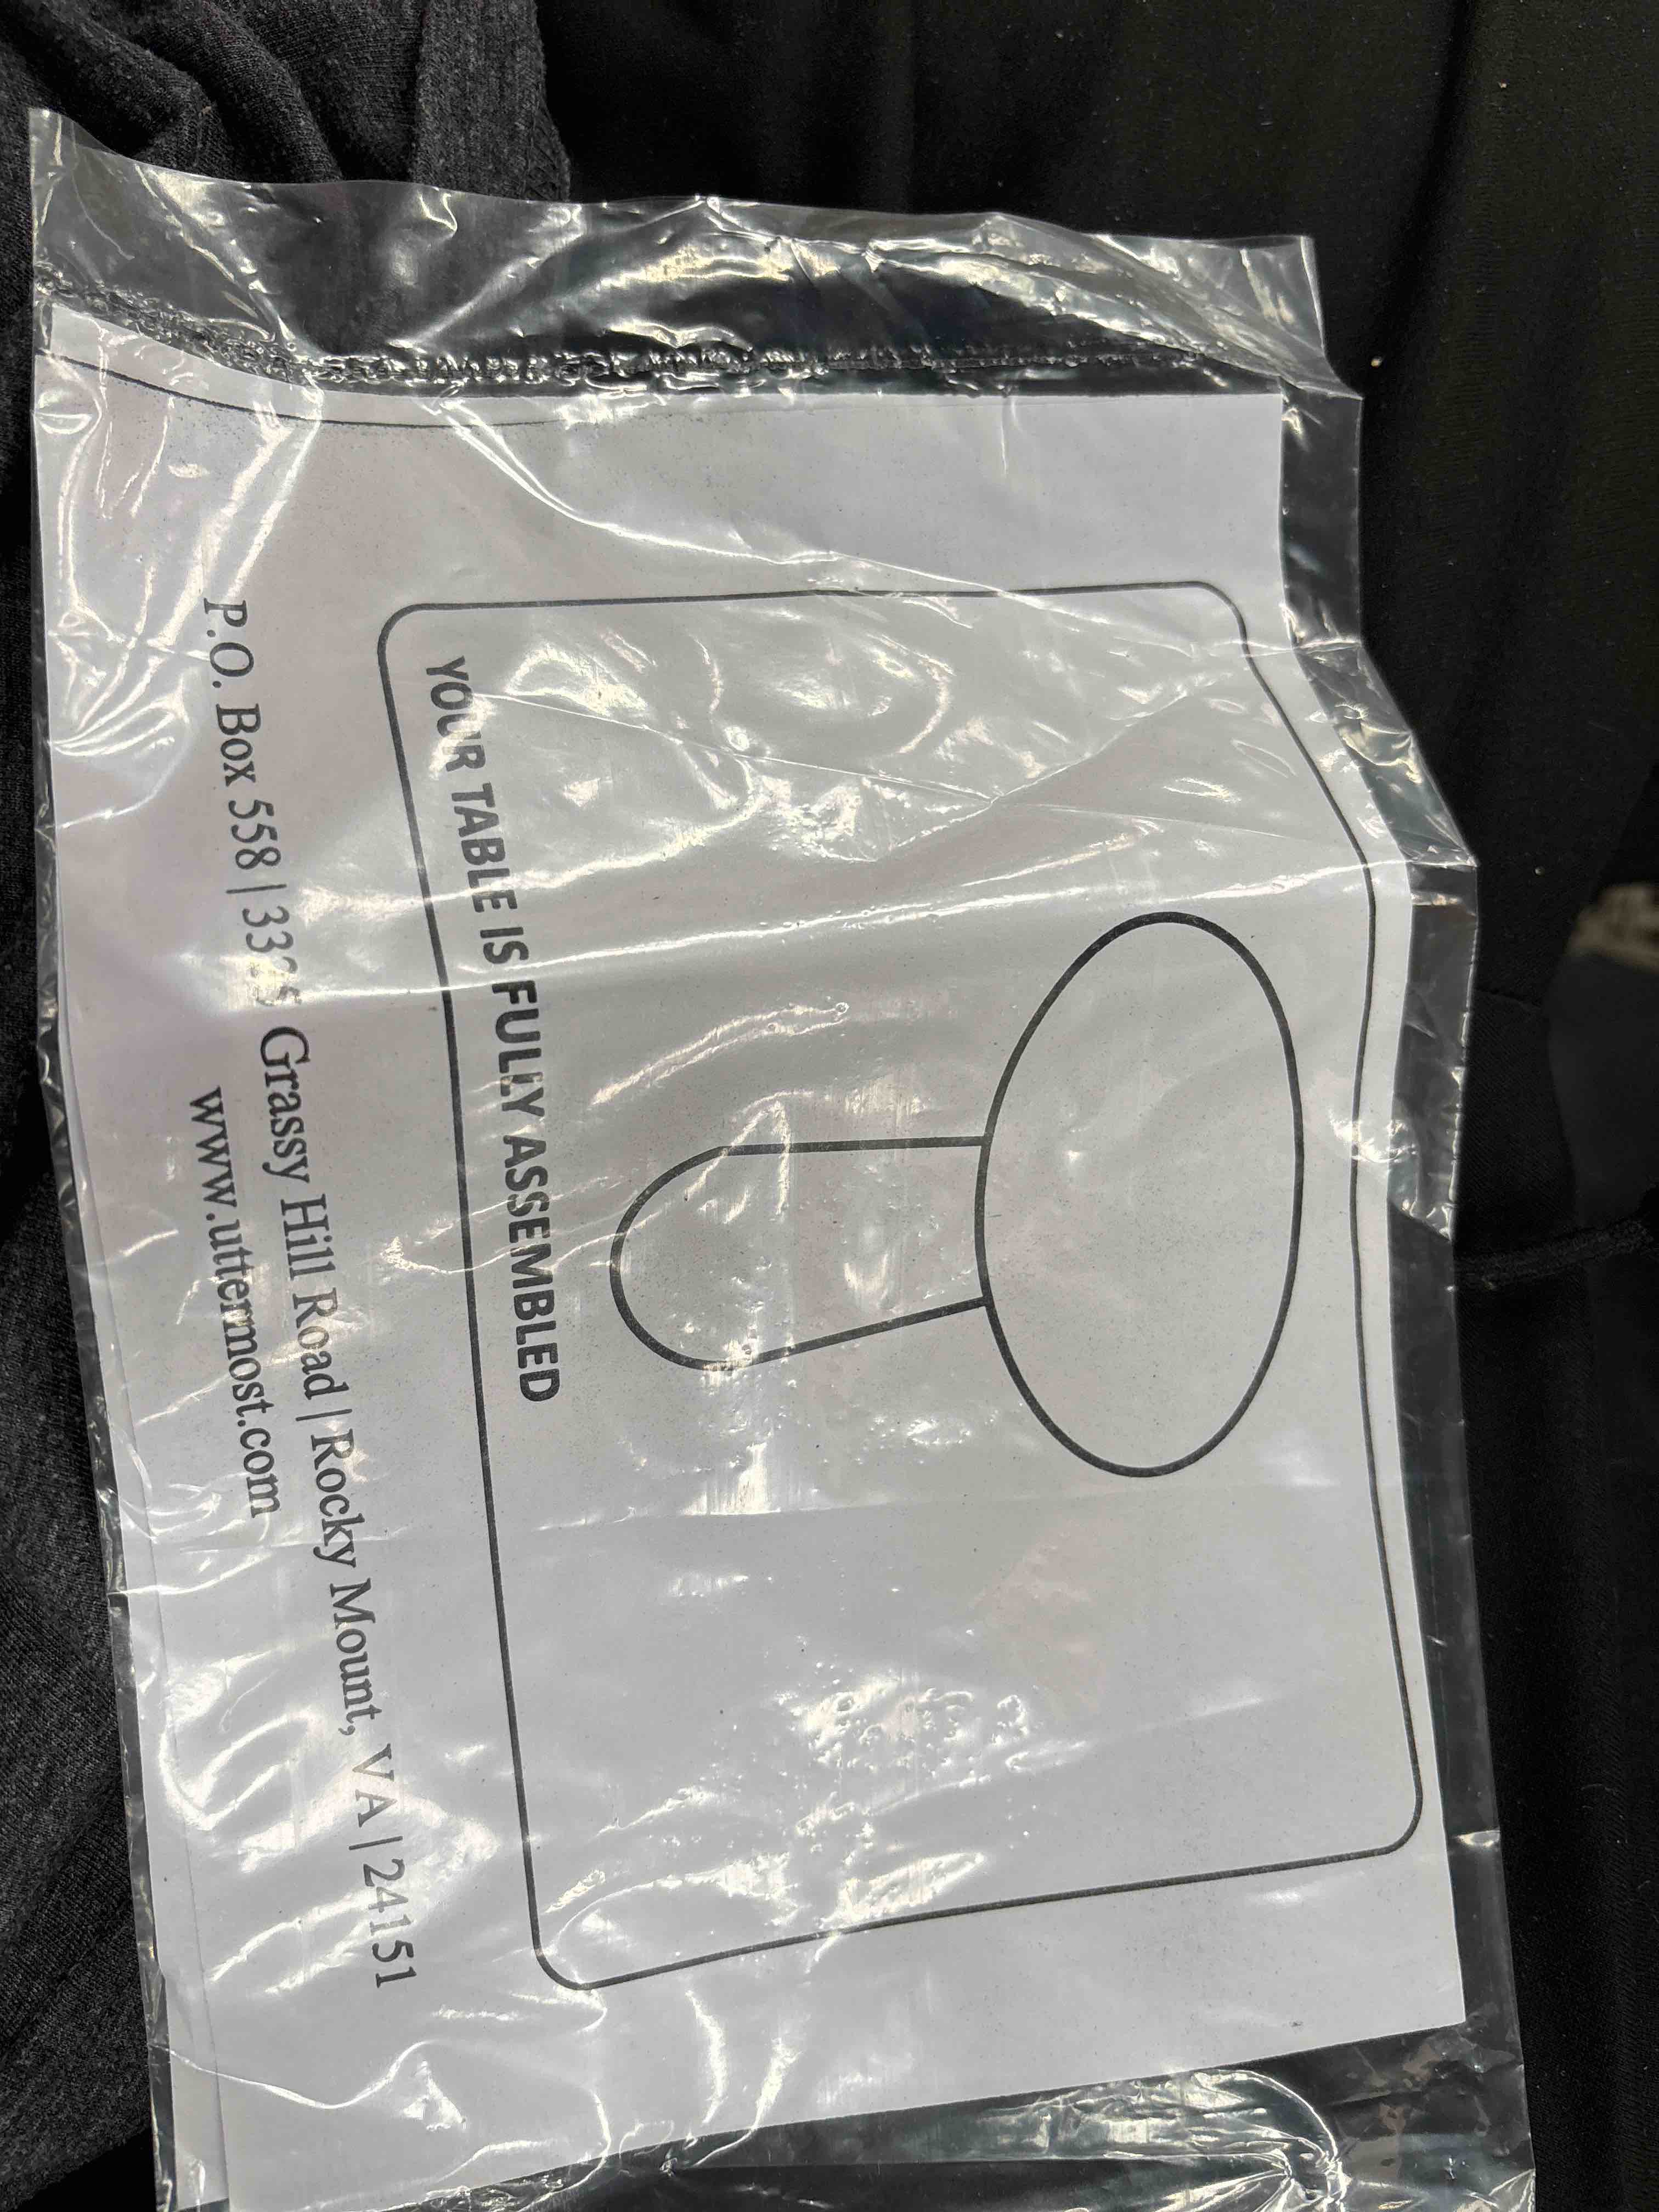 YOUR TABLE IS FULLY ASSEMBLED
P.O. Box 558 | Grassy Hill Road | Rocky Mount, VA | 24151
www.uttermost.com